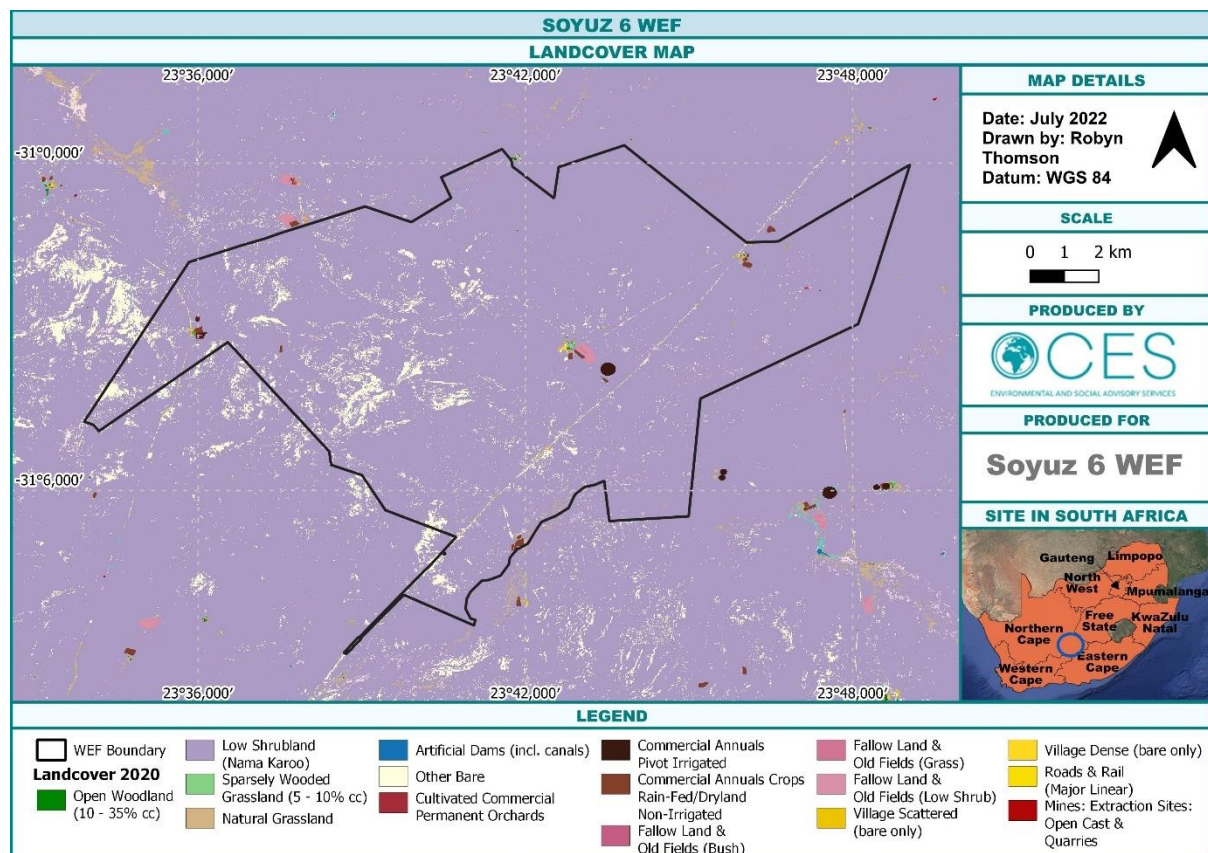 SOYUZ 6 WEF
LANDCOVER MAP
23°36,000′
23°42,000′
23°48,000′
-31°0,000′
-31°6,000′
23°36,000′
23°42,000′
23°48,000′
MAP DETAILS
Date: July 2022
Drawn by: Robyn
Thomson
Datum: WGS 84
SCALE
0 1 2 km
PRODUCED BY
CES
ENVIRONMENTAL AND SOCIAL ADVISORY SERVICES
PRODUCED FOR
Soyuz 6 WEF
SITE IN SOUTH AFRICA
Limpopo
Gauteng
North
West
Mpumalanga
Free
State
KwaZulu
Natal
Northern
Cape
Eastern
Cape
Western
Cape
LEGEND
WEF Boundary
Landcover 2020
Open Woodland
(10 - 35% cc)
Low Shrubland
(Nama Karoo)
Sparsely Wooded
Grassland (5 - 10% cc)
Natural Grassland
Artificial Dams (incl. canals)
Other Bare
Cultivated Commercial
Permanent Orchards
Commercial Annuals
Pivot Irrigated
Commercial Annuals Crops
Rain-Fed/Dryland
Non-Irrigated
Fallow Land &
Old Fields (Bush)
Fallow Land &
Old Fields (Grass)
Fallow Land &
Old Fields (Low Shrub)
Village Scattered
(bare only)
Village Dense (bare only)
Roads & Rail
(Major Linear)
Mines: Extraction Sites:
Open Cast &
Quarries